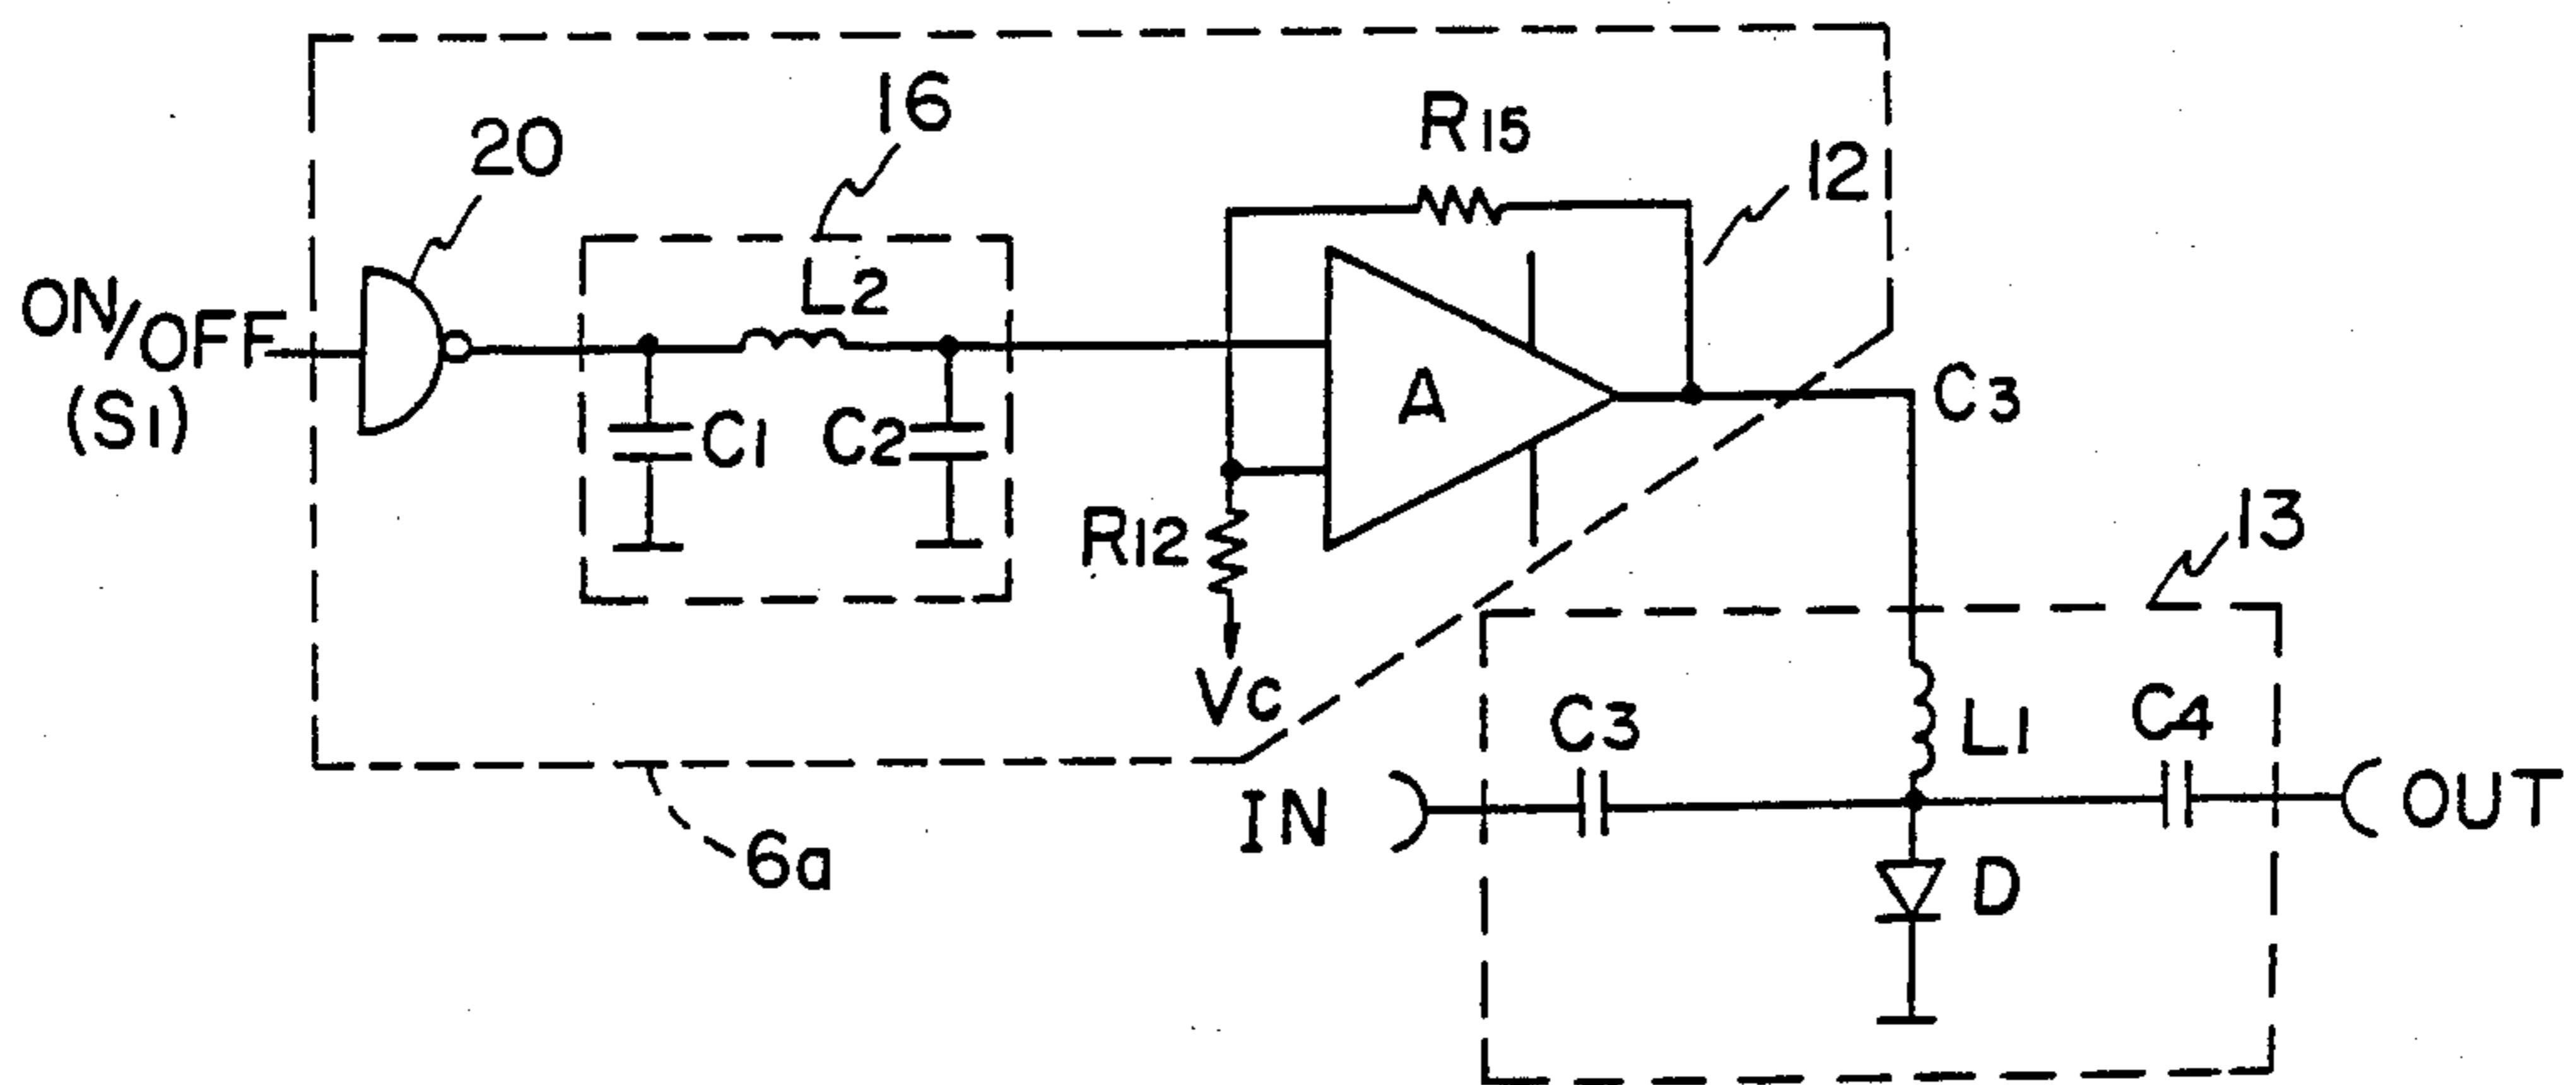 16
20
R15
12
L2
ON/OFF
(S1)
A
C3
C1
C2
R12
13
Vc
C3
L1
C4
IN
OUT
6a
D